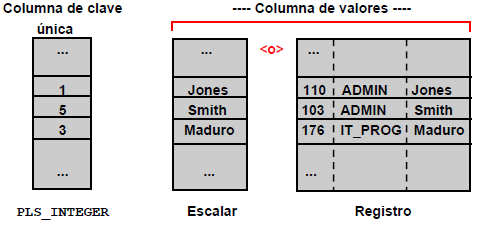 Columna de clave
única
---- Columna de valores ----
<o>
... ... ...
1 Jones 110 ADMIN Jones
5 Smith 103 ADMIN Smith
3 Maduro 176 IT_PROG Maduro
... ... ...
PLS_INTEGER Escalar Registro